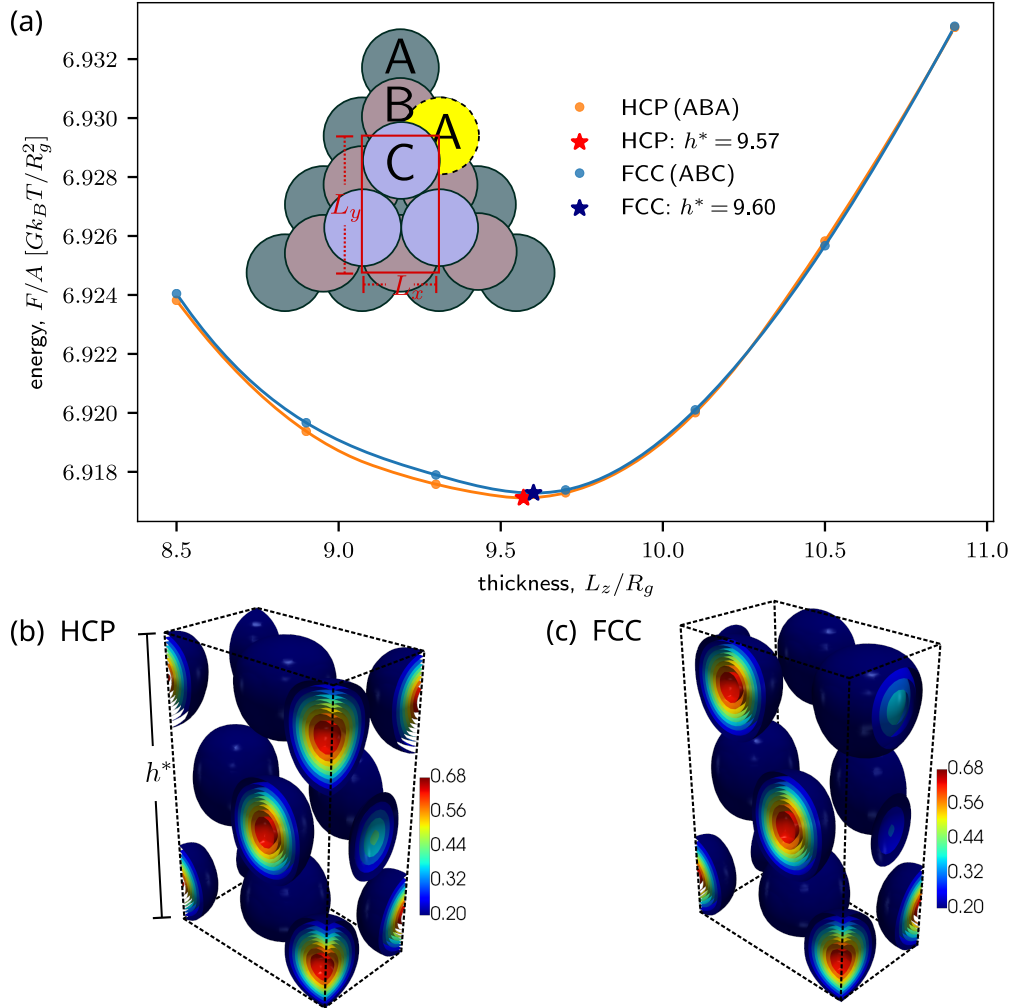 (a)
energy, F/A [Gk_BT/R_g^2]
6.932
6.930
6.928
6.926
6.924
6.922
6.920
6.918
A
B
A
C
L_y
L_x
HCP (ABA)
HCP: h* = 9.57
FCC (ABC)
FCC: h* = 9.60
8.5 9.0 9.5 10.0 10.5 11.0
thickness, L_z/R_g
(b) HCP
h*
0.68
0.56
0.44
0.32
0.20
(c) FCC
0.68
0.56
0.44
0.32
0.20